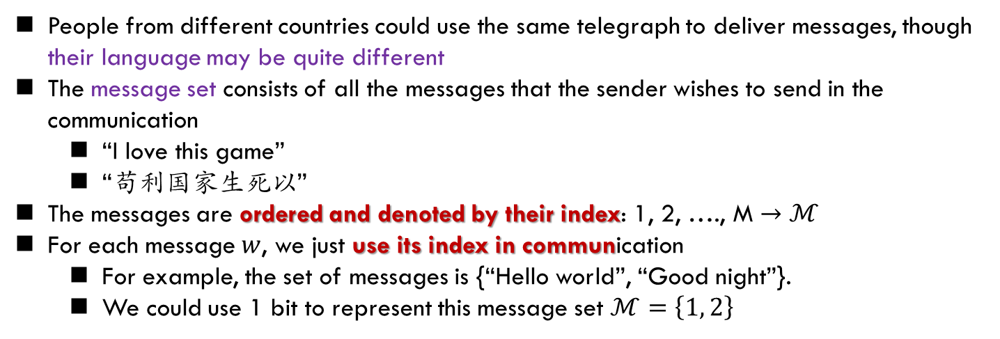 ■ People from different countries could use the same telegraph to deliver messages, though
their language may be quite different
■ The message set consists of all the messages that the sender wishes to send in the
communication
■ “I love this game”
■ “苟利国家生死以”
■ The messages are ordered and denoted by their index: 1, 2, …., M → ℳ
■ For each message 𝑤, we just use its index in communication
■ For example, the set of messages is {“Hello world”, “Good night”}.
■ We could use 1 bit to represent this message set ℳ = {1, 2}